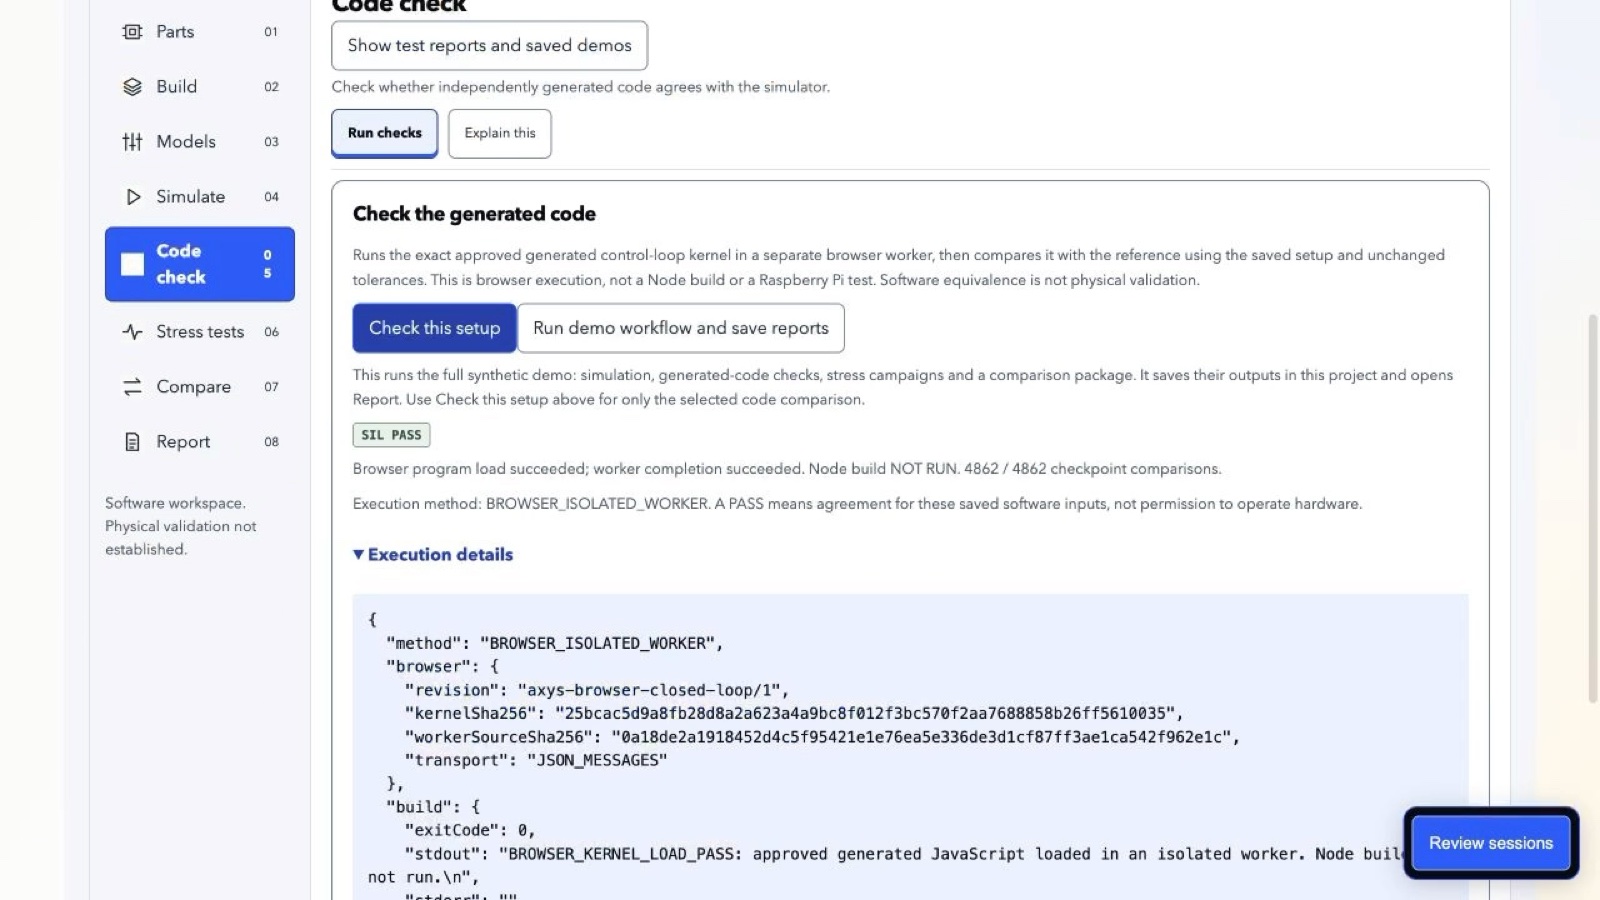 Parts 01
Build 02
Models 03
Simulate 04
Code check 05
Stress tests 06
Compare 07
Report 08
Software workspace.
Physical validation not
established.
Code check
Show test reports and saved demos
Check whether independently generated code agrees with the simulator.
Run checks
Explain this
Check the generated code
Runs the exact approved generated control-loop kernel in a separate browser worker, then compares it with the reference using the saved setup and unchanged
tolerances. This is browser execution, not a Node build or a Raspberry Pi test. Software equivalence is not physical validation.
Check this setup
Run demo workflow and save reports
This runs the full synthetic demo: simulation, generated-code checks, stress campaigns and a comparison package. It saves their outputs in this project and opens
Report. Use Check this setup above for only the selected code comparison.
SIL PASS
Browser program load succeeded; worker completion succeeded. Node build NOT RUN. 4862 / 4862 checkpoint comparisons.
Execution method: BROWSER_ISOLATED_WORKER. A PASS means agreement for these saved software inputs, not permission to operate hardware.
▼ Execution details
{
"method": "BROWSER_ISOLATED_WORKER",
"browser": {
"revision": "axys-browser-closed-loop/1",
"kernelSha256": "25bcac5d9a8fb28d8a2a623a4a9bc8f012f3bc570f2aa7688858b26ff5610035",
"workerSourceSha256": "0a18de2a1918452d4c5f95421e1e76ea5e336de3d1cf87ff3ae1ca542f962e1c",
"transport": "JSON_MESSAGES"
},
"build": {
"exitCode": 0,
"stdout": "BROWSER_KERNEL_LOAD_PASS: approved generated JavaScript loaded in an isolated worker. Node
not run.\n",
"stderr": ""
Review sessions